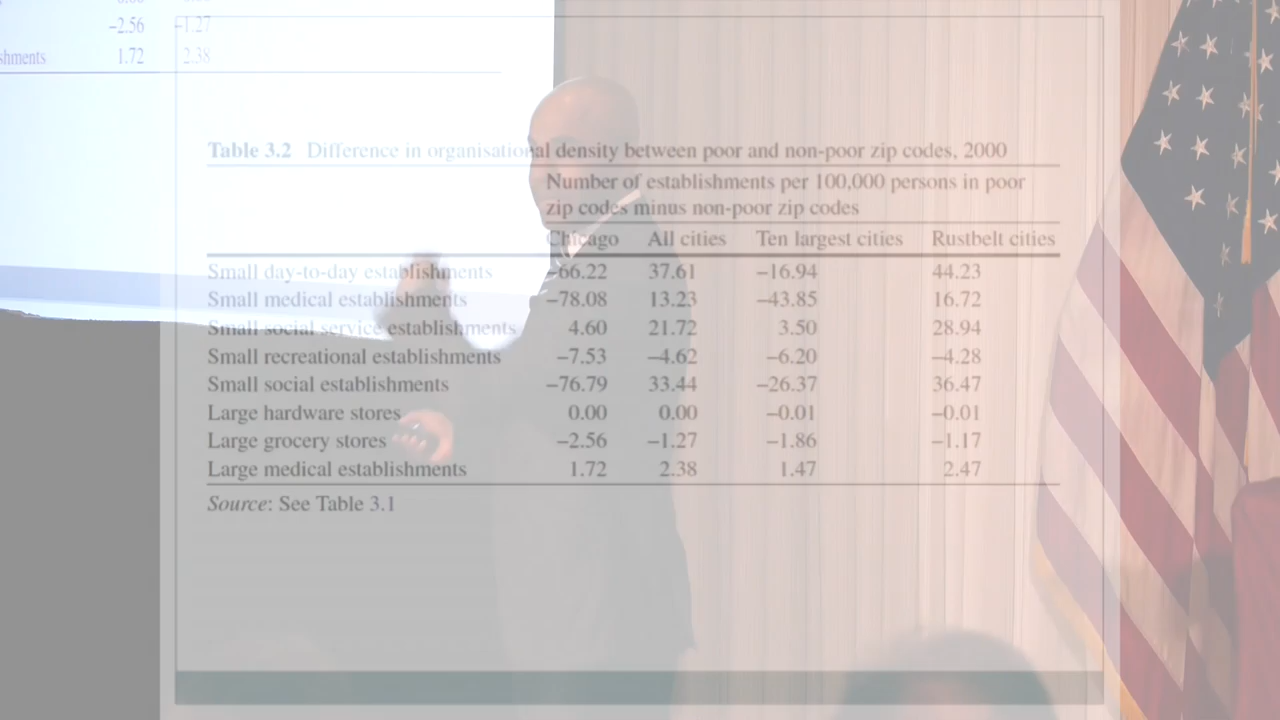 -2.56 -1.27
shments 1.72 2.38
Table 3.2 Difference in organisational density between poor and non-poor zip codes, 2000
Number of establishments per 100,000 persons in poor
zip codes minus non-poor zip codes
Chicago All cities Ten largest cities Rustbelt cities
Small day-to-day establishments –66.22 37.61 –16.94 44.23
Small medical establishments –78.08 13.23 –43.85 16.72
Small social service establishments 4.60 21.72 3.50 28.94
Small recreational establishments –7.53 –4.62 –6.20 –4.28
Small social establishments –76.79 33.44 –26.37 36.47
Large hardware stores 0.00 0.00 –0.01 –0.01
Large grocery stores –2.56 –1.27 –1.86 –1.17
Large medical establishments 1.72 2.38 1.47 2.47
Source: See Table 3.1